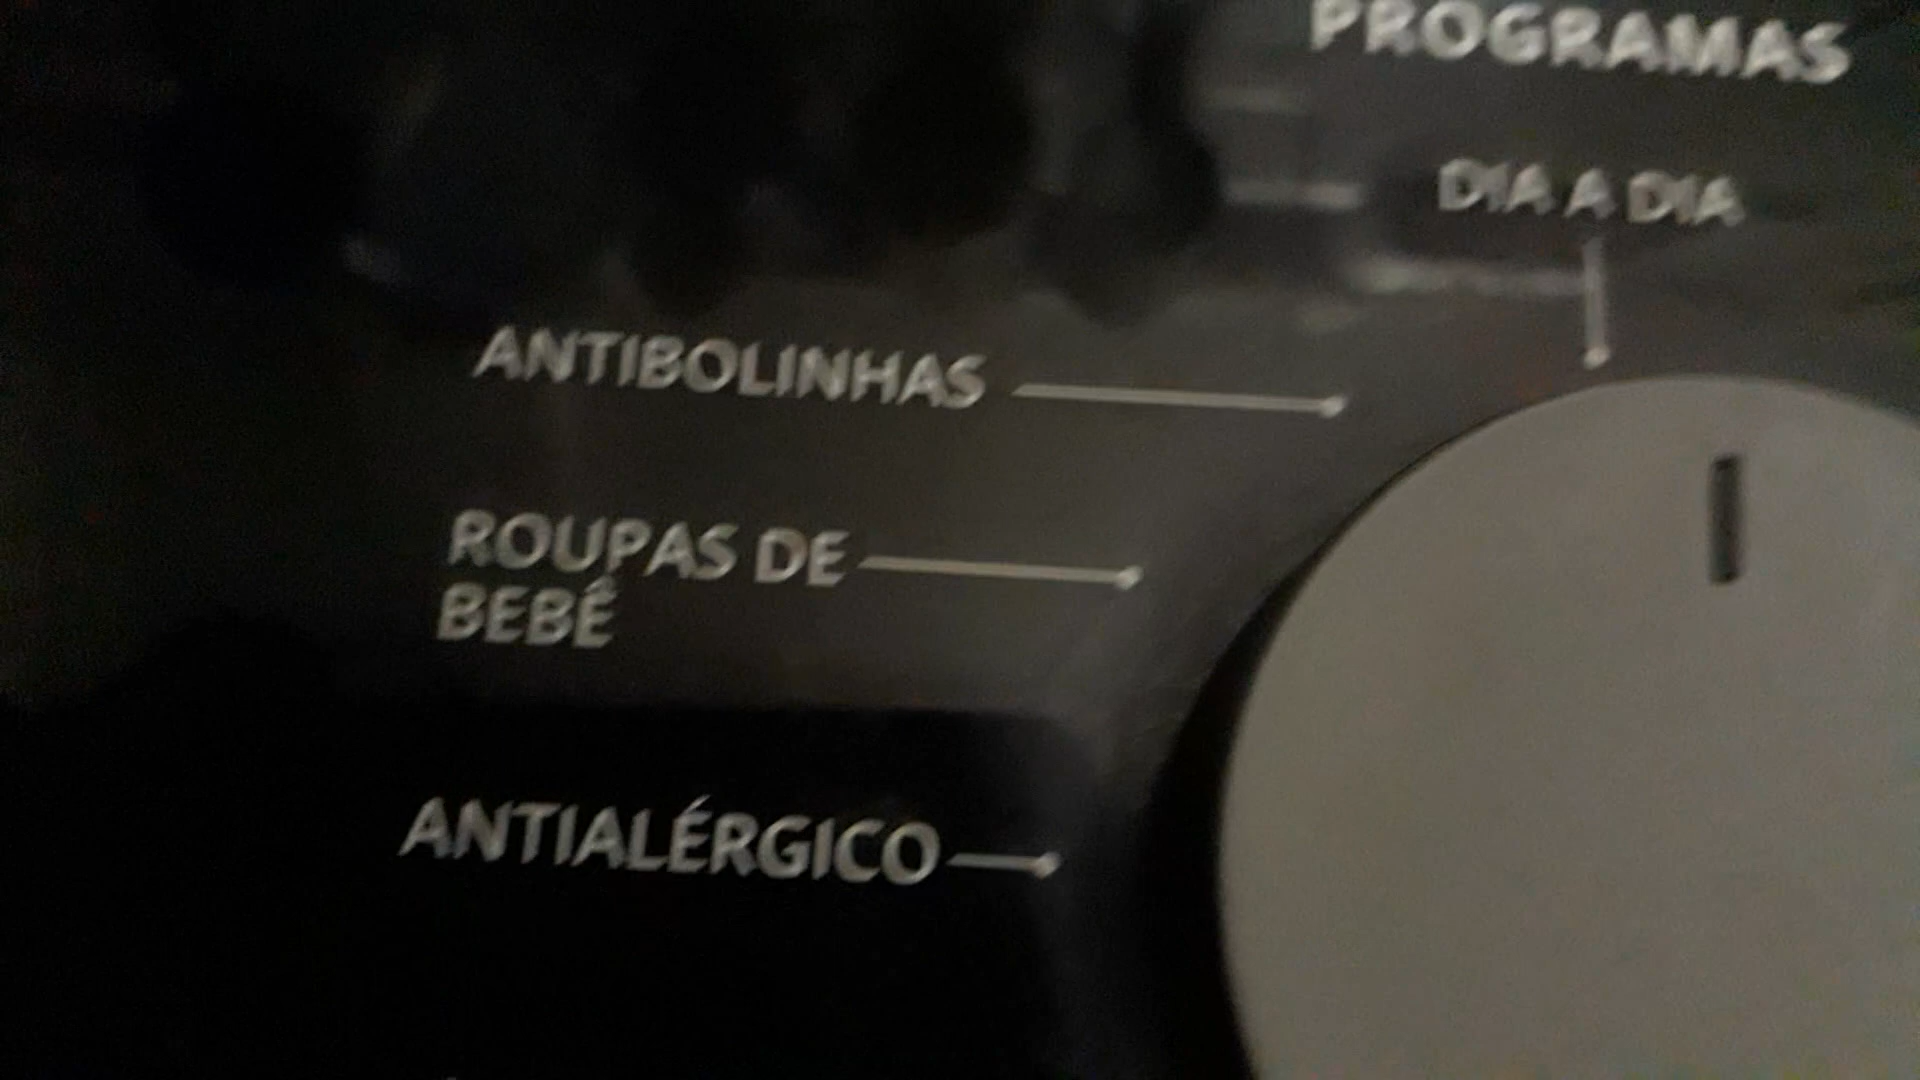 PROGRAMAS
DIA A DIA
ANTIBOLINHAS
ROUPAS DE
BEBÊ
ANTIALÉRGICO